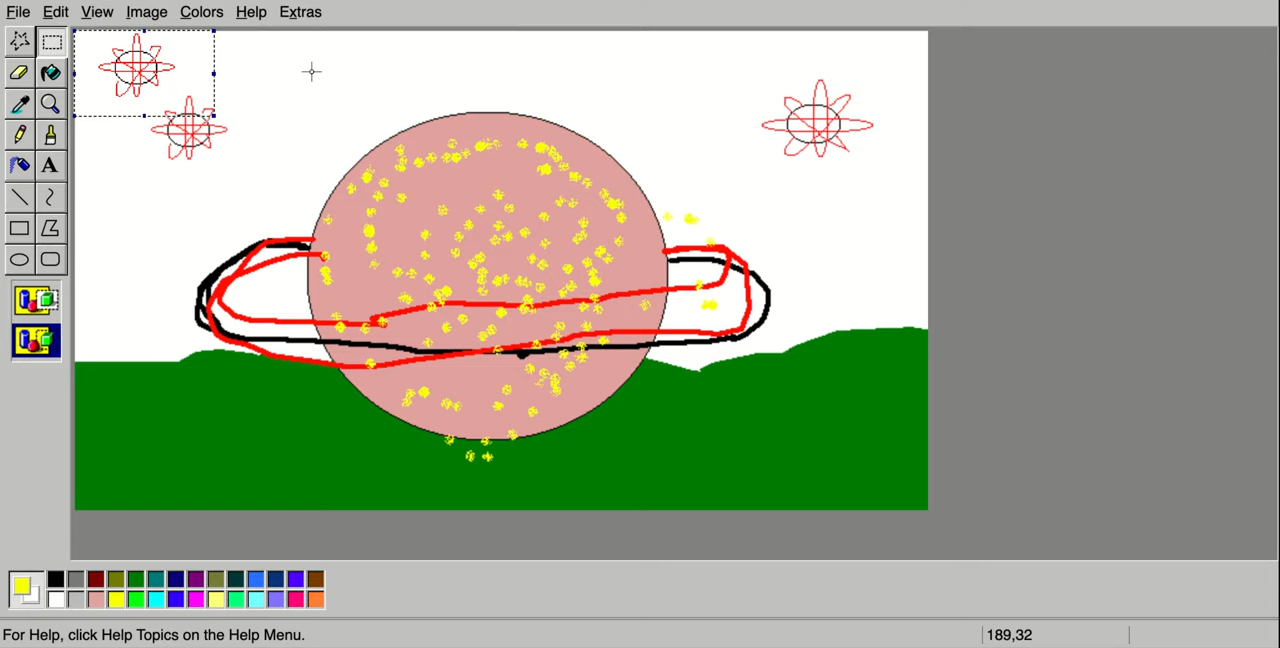 File Edit View Image Colors Help Extras
A
For Help, click Help Topics on the Help Menu. 189,32